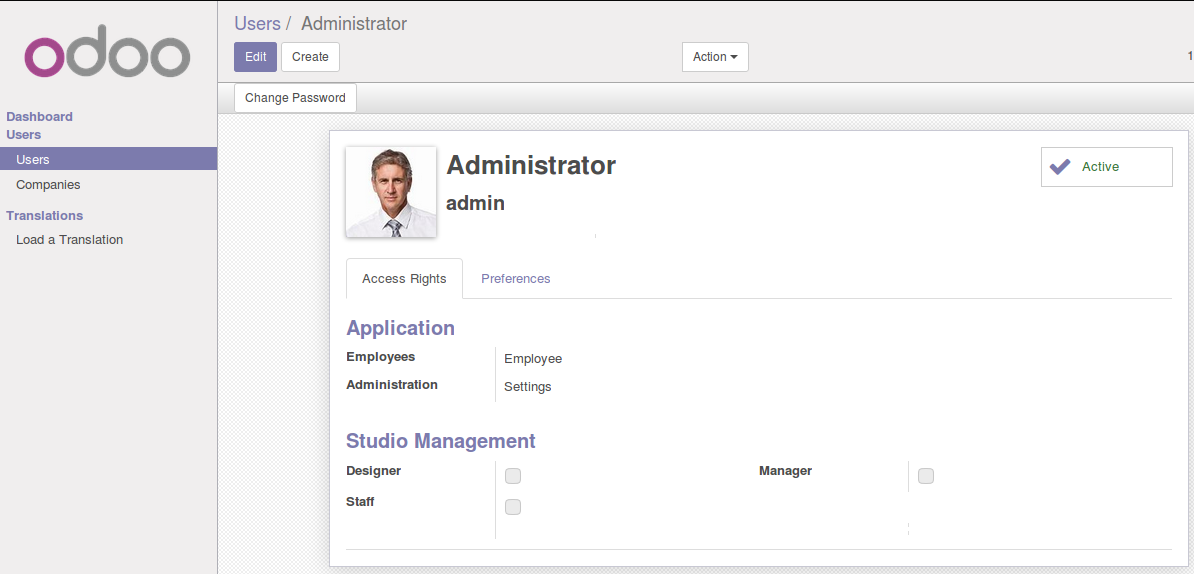 odoo
Users / Administrator
Edit Create Action
1
Change Password
Dashboard
Users
Users
Companies
Translations
Load a Translation
Administrator
admin
Active
Access Rights Preferences
Application
Employees Employee
Administration Settings
Studio Management
Designer Manager
Staff